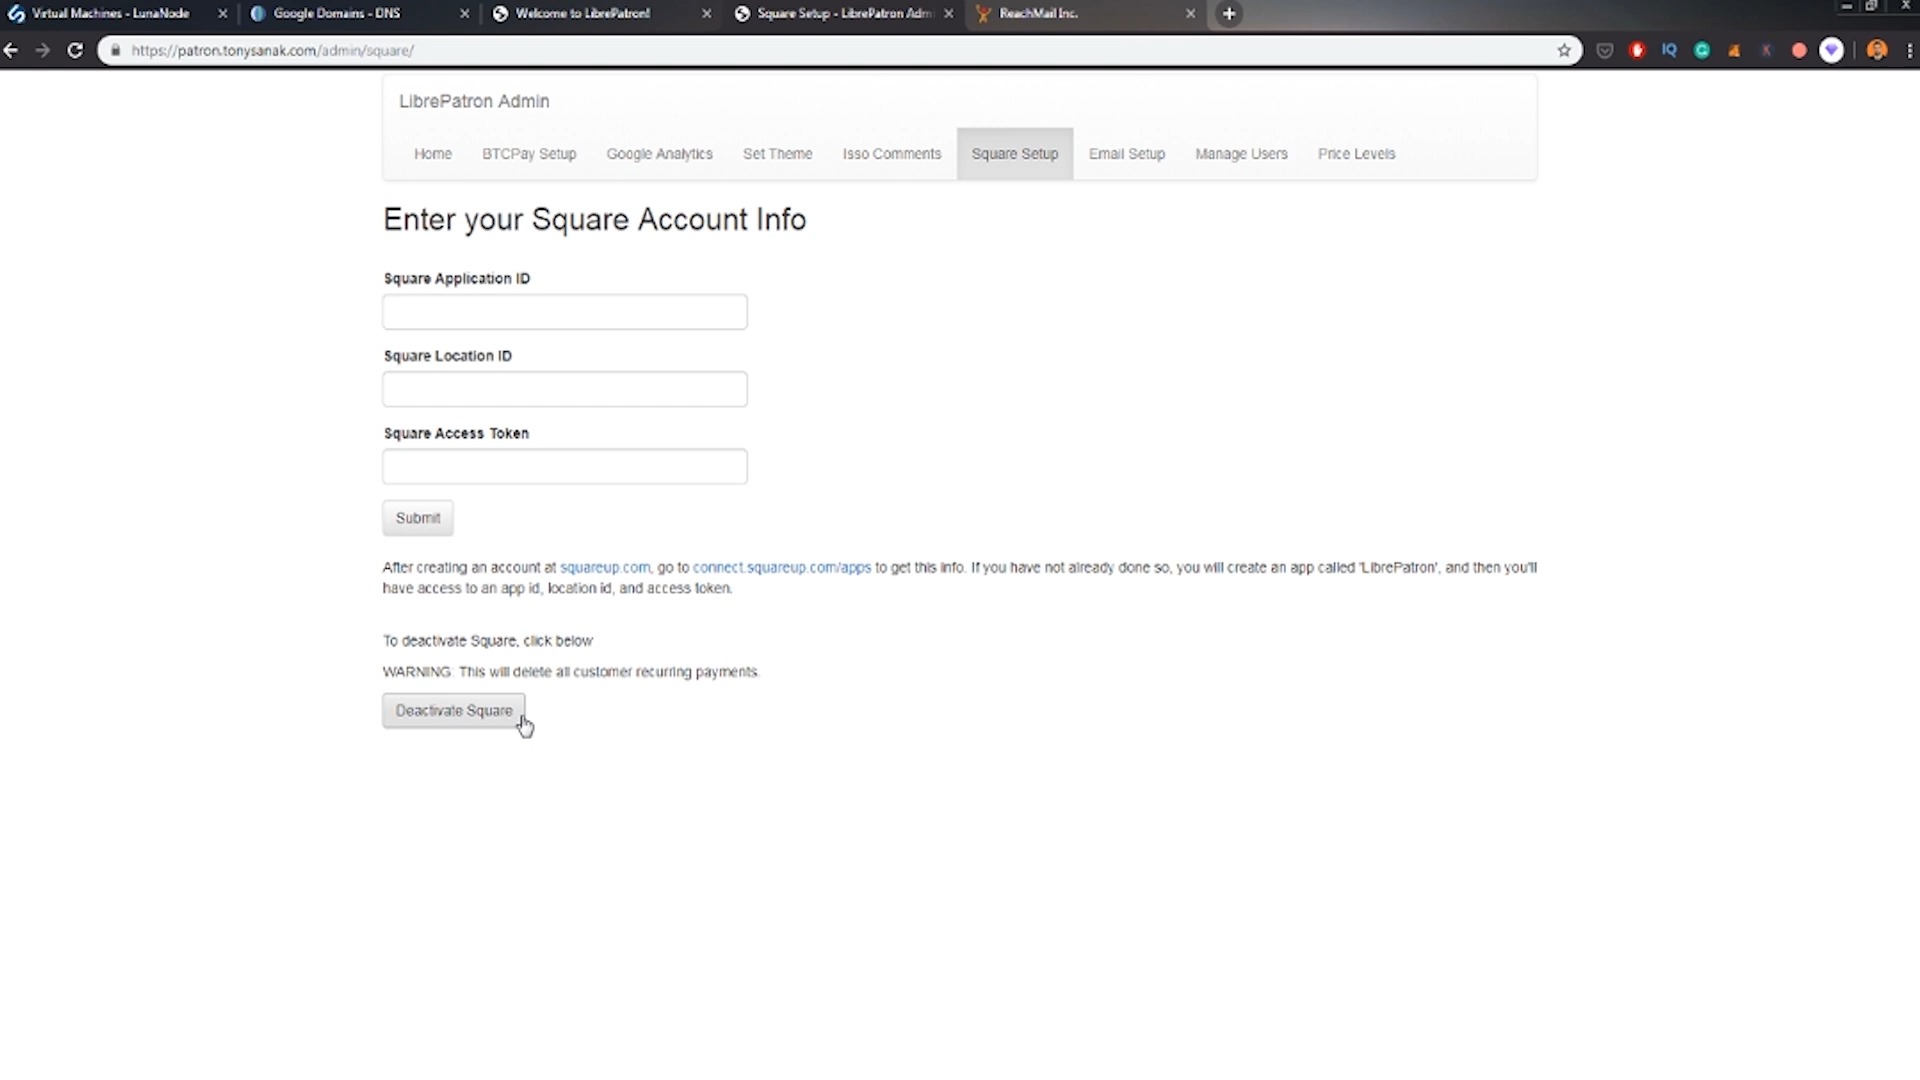 Virtual Machines - LunaNode
Google Domains - DNS
Welcome to LibrePatron!
Square Setup - LibrePatron Adm
ReachMail Inc.
https://patron.tonysanak.com/admin/square/
LibrePatron Admin
Home
BTCPay Setup
Google Analytics
Set Theme
Isso Comments
Square Setup
Email Setup
Manage Users
Price Levels
Enter your Square Account Info
Square Application ID
Square Location ID
Square Access Token
Submit
After creating an account at squareup.com, go to connect.squareup.com/apps to get this info. If you have not already done so, you will create an app called 'LibrePatron', and then you'll
have access to an app id, location id, and access token.
To deactivate Square, click below
WARNING: This will delete all customer recurring payments.
Deactivate Square